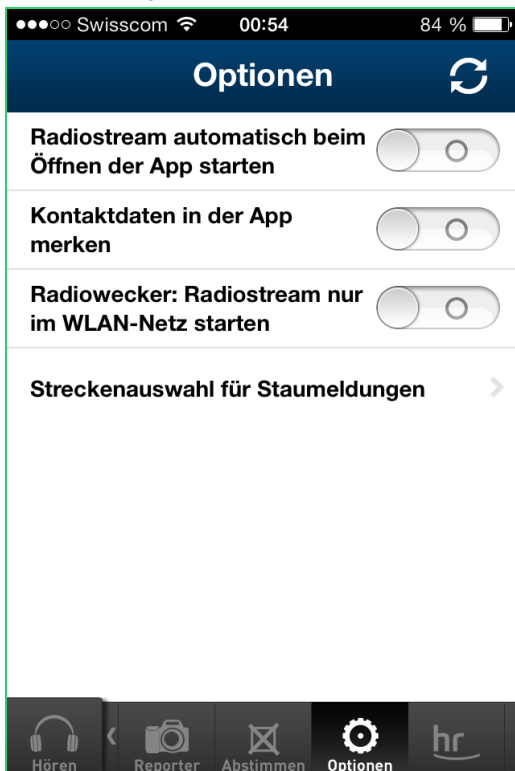 Swisscom 00:54 84 %
Optionen
Radiostream automatisch beim
Öffnen der App starten
Kontaktdaten in der App
merken
Radiowecker: Radiostream nur
im WLAN-Netz starten
Streckenauswahl für Staumeldungen
hr
Hören Reporter Abstimmen Optionen